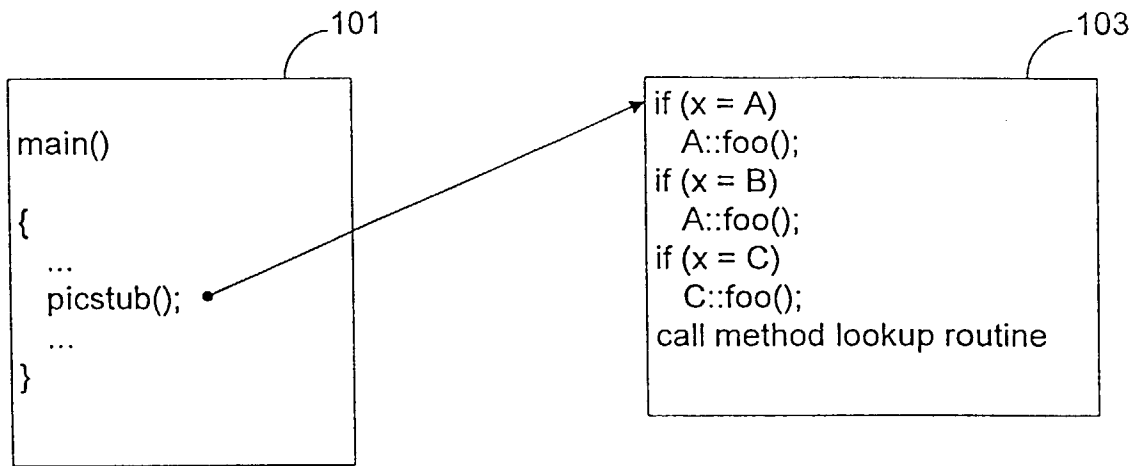 101
main()
{
...
picstub();
...
}
103
if (x = A)
A::foo();
if (x = B)
A::foo();
if (x = C)
C::foo();
call method lookup routine